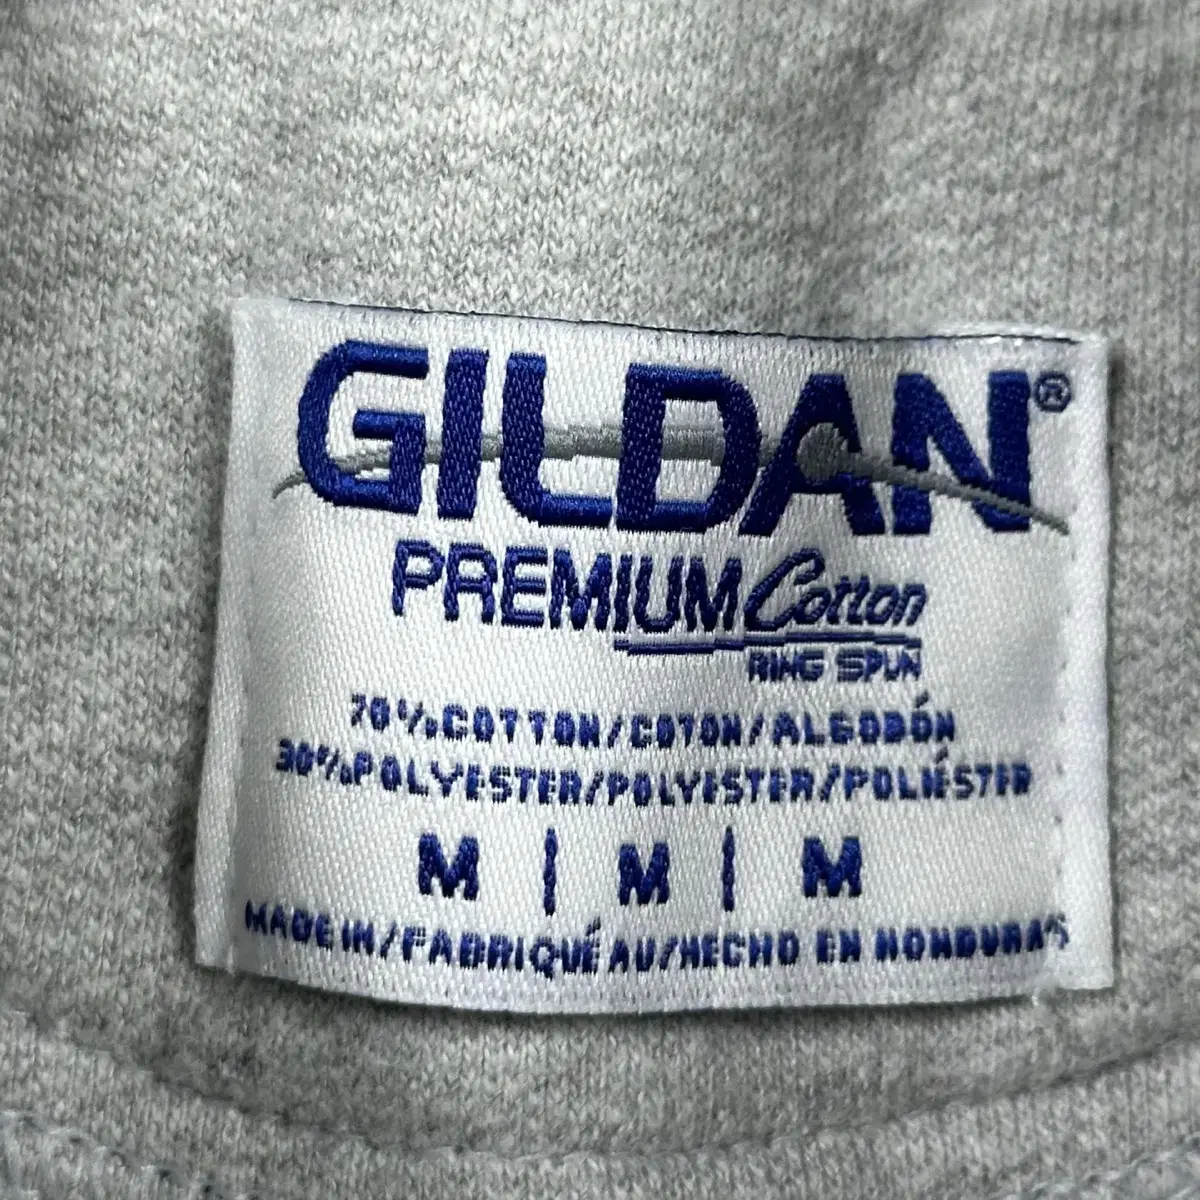 GILDAN®
PREMIUM Cotton
RING SPUN
70%COTTON/COTON/ALGODÓN
30%POLYESTER/POLYESTER/POLIÉSTER
M | M | M
MADE IN/FABRIQUÉ AU/HECHO EN HONDURAS